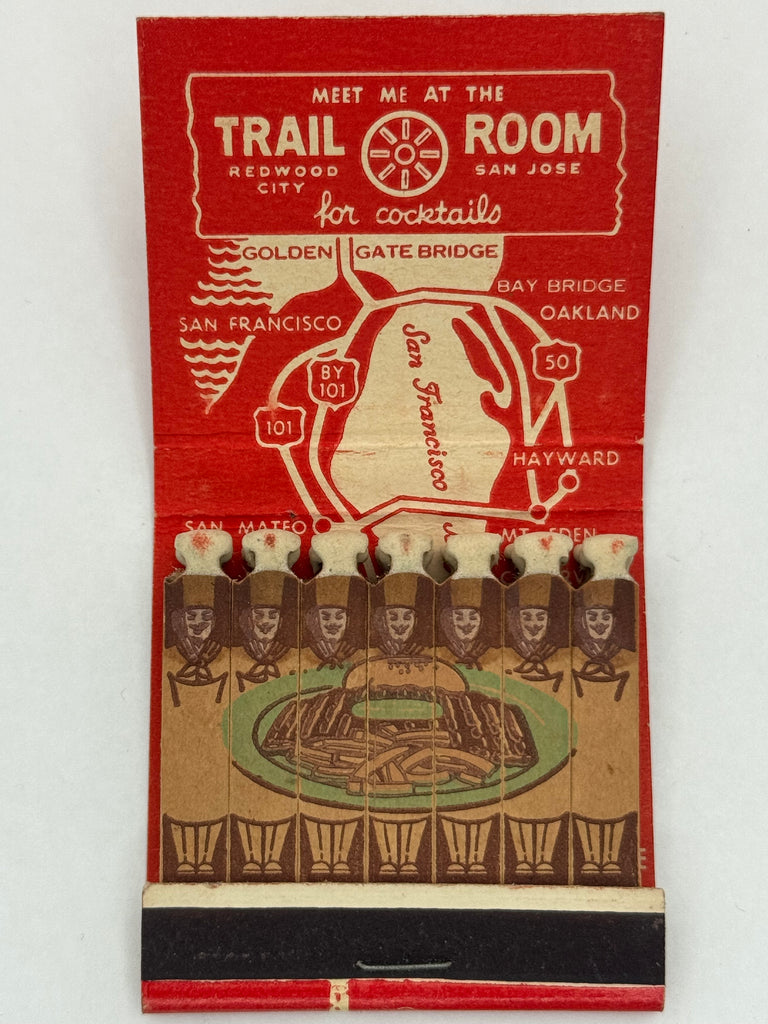 MEET ME AT THE
TRAIL ROOM
REDWOOD CITY
SAN JOSE
for cocktails
GOLDEN GATE BRIDGE
BAY BRIDGE
OAKLAND
SAN FRANCISCO
50
BY
101
101
San Francisco
HAYWARD
SAN MATEO
MT. EDEN